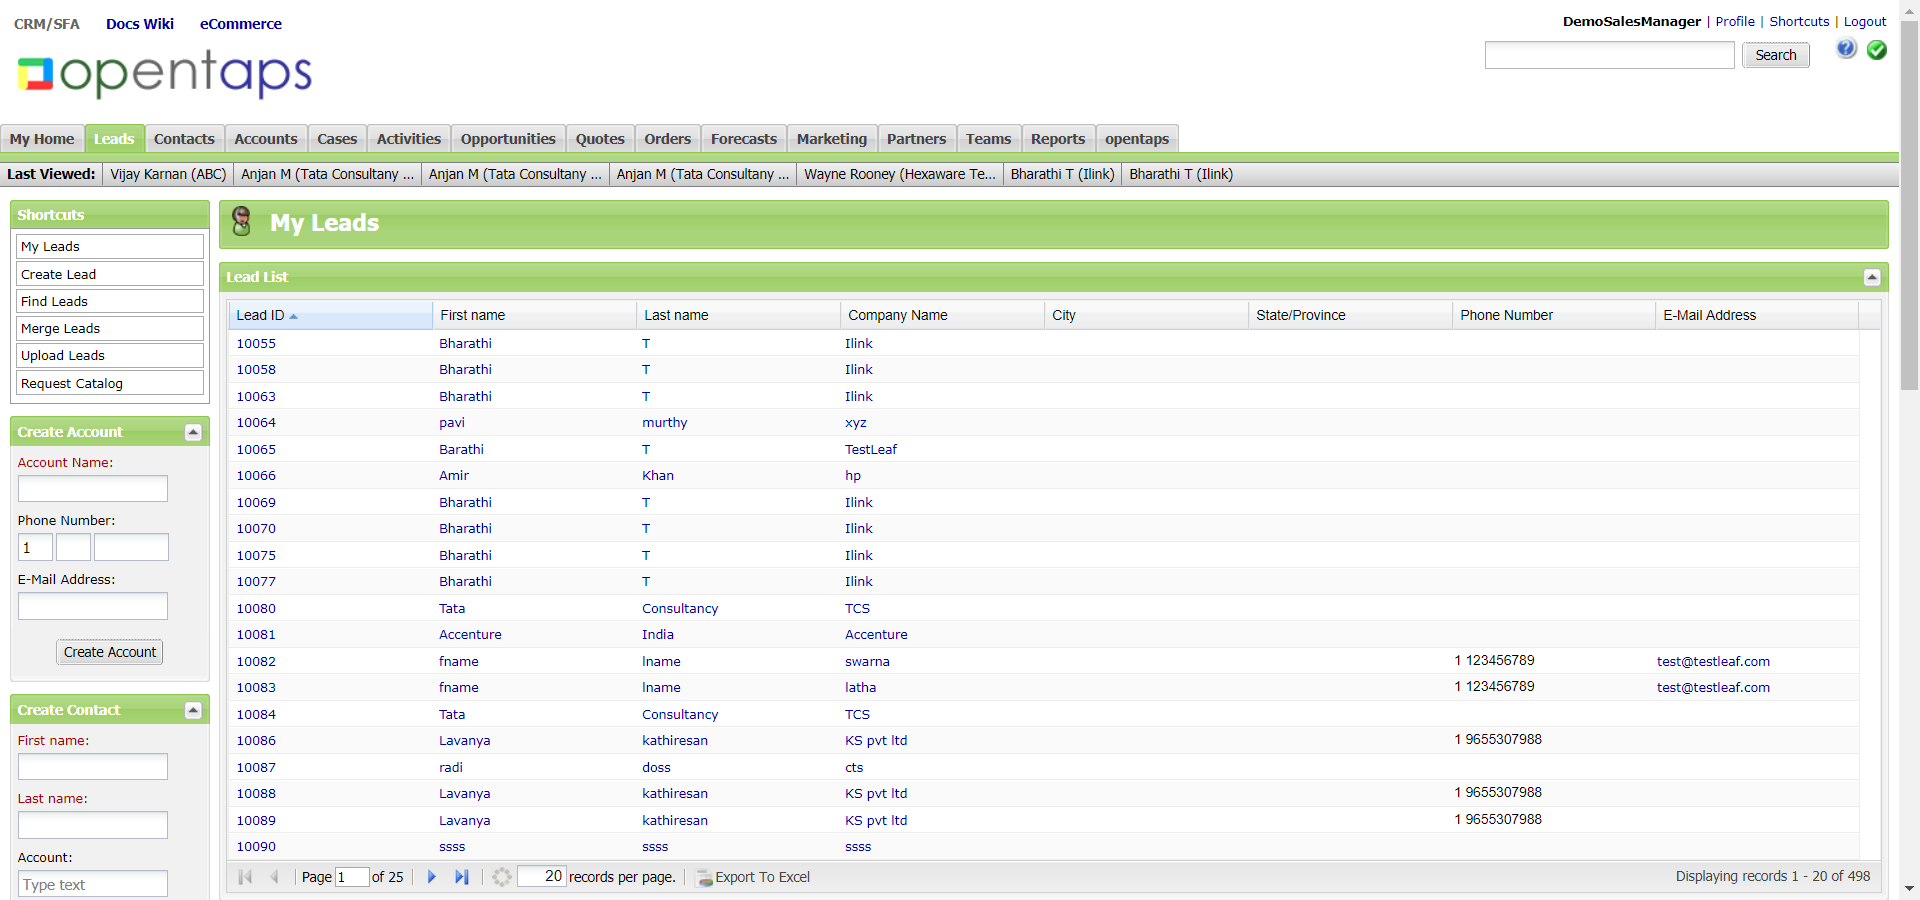 CRM/SFA Docs Wiki eCommerce
DemoSalesManager | Profile | Shortcuts | Logout
Search
opentaps
My Home Leads Contacts Accounts Cases Activities Opportunities Quotes Orders Forecasts Marketing Partners Teams Reports opentaps
Last Viewed: Vijay Karnan (ABC) Anjan M (Tata Consultany ... Anjan M (Tata Consultany ... Anjan M (Tata Consultany ... Wayne Rooney (Hexaware Te... Bharathi T (Ilink) Bharathi T (Ilink)
Shortcuts
My Leads
Create Lead
Find Leads
Merge Leads
Upload Leads
Request Catalog
Create Account
Account Name:
Phone Number:
1
E-Mail Address:
Create Account
Create Contact
First name:
Last name:
Account:
Type text
My Leads
Lead List
Lead ID First name Last name Company Name City State/Province Phone Number E-Mail Address
10055 Bharathi T Ilink
10058 Bharathi T Ilink
10063 Bharathi T Ilink
10064 pavi murthy xyz
10065 Barathi T TestLeaf
10066 Amir Khan hp
10069 Bharathi T Ilink
10070 Bharathi T Ilink
10075 Bharathi T Ilink
10077 Bharathi T Ilink
10080 Tata Consultancy TCS
10081 Accenture India Accenture
10082 fname lname swarna 1 123456789 test@testleaf.com
10083 fname lname latha 1 123456789 test@testleaf.com
10084 Tata Consultancy TCS
10086 Lavanya kathiresan KS pvt ltd 1 9655307988
10087 radi doss cts
10088 Lavanya kathiresan KS pvt ltd 1 9655307988
10089 Lavanya kathiresan KS pvt ltd 1 9655307988
10090 ssss ssss ssss
Page 1 of 25 20 records per page. Export To Excel Displaying records 1 - 20 of 498